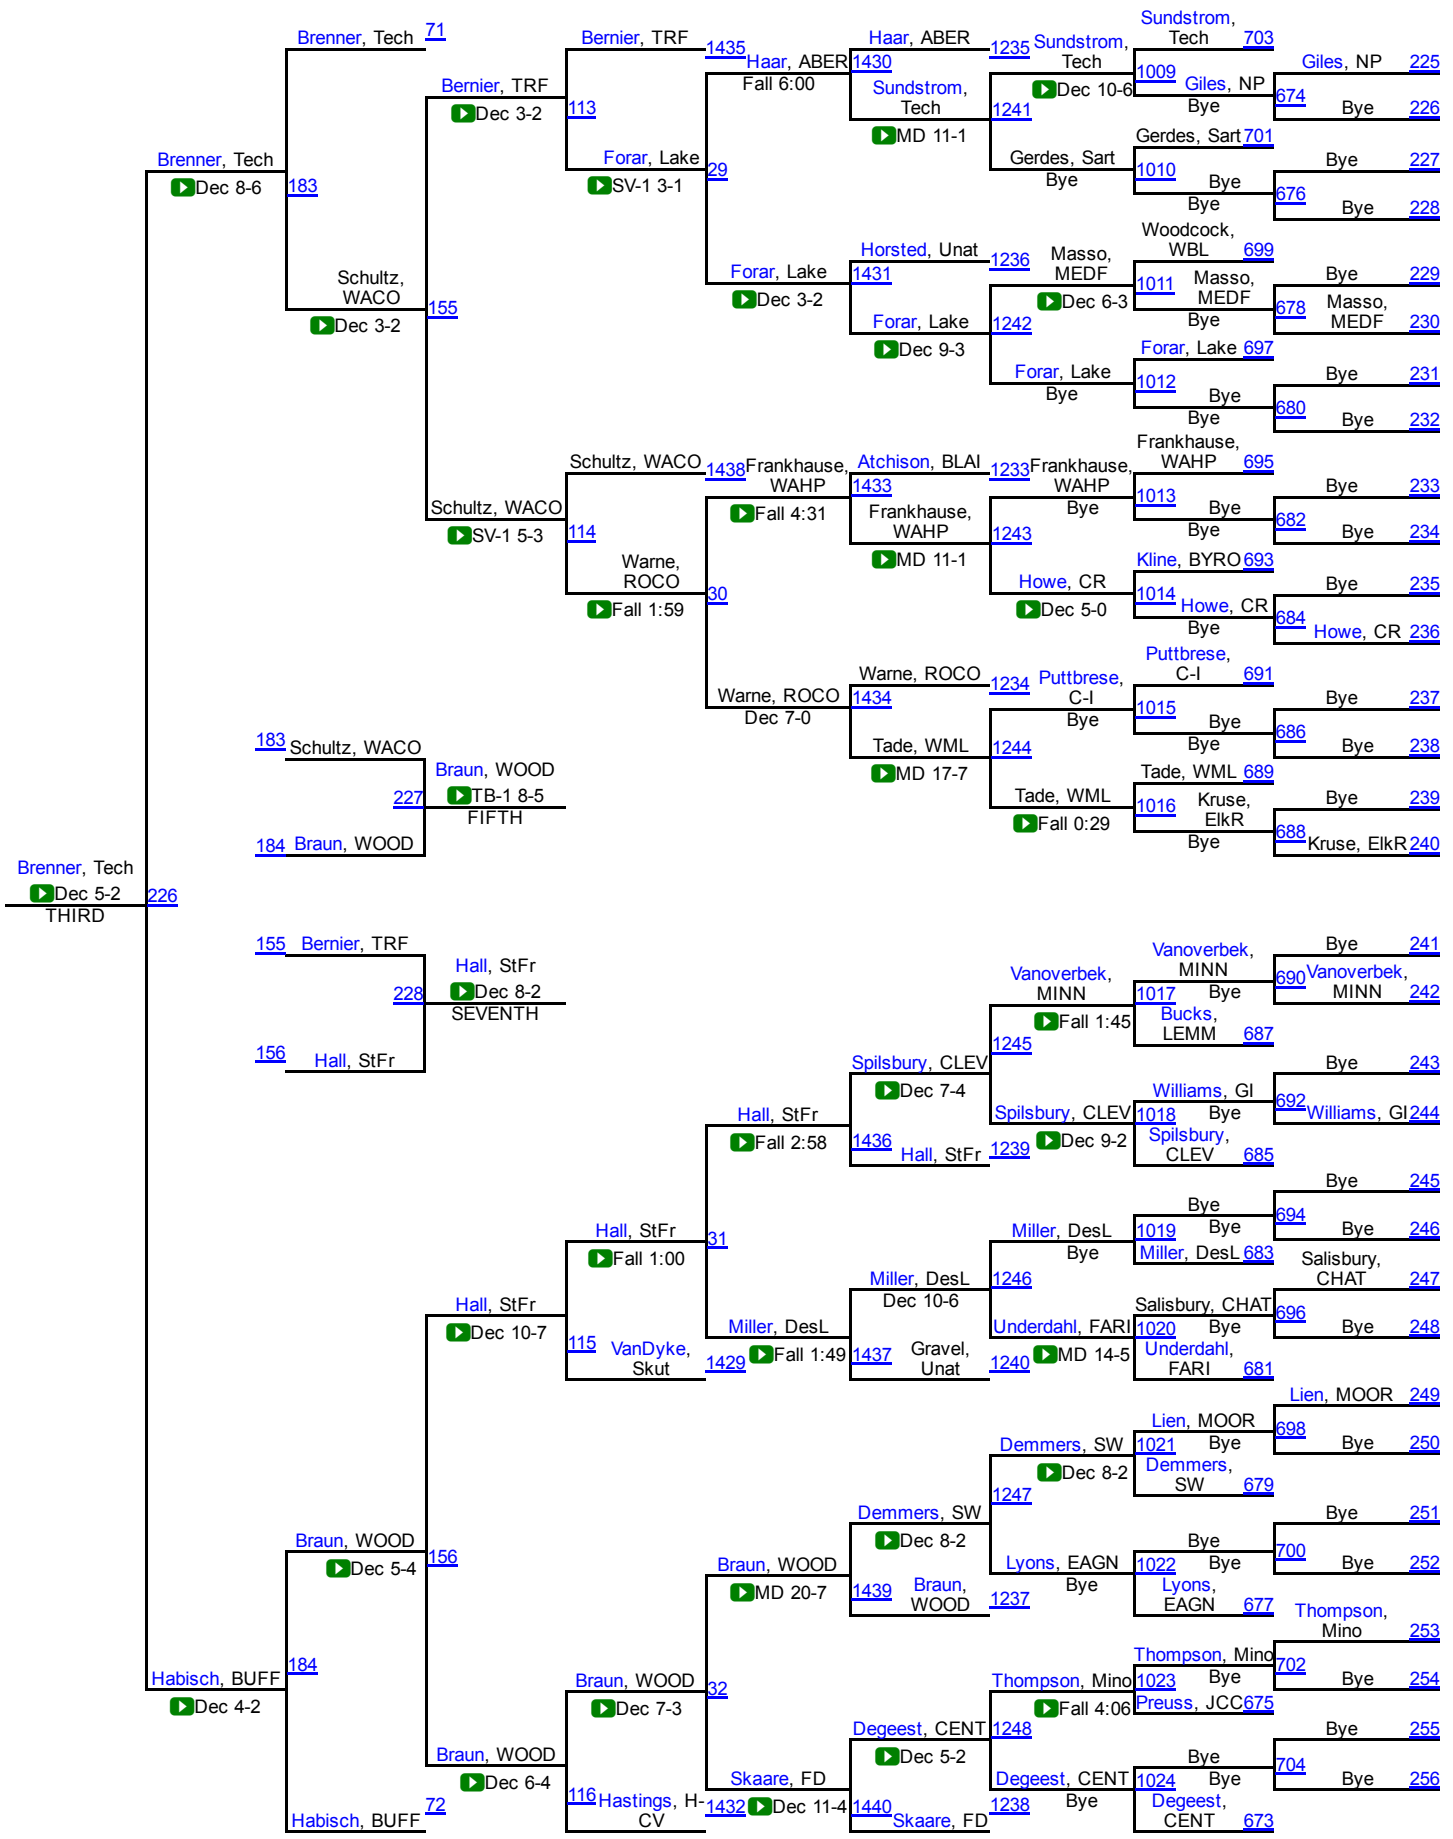 Brenner, Tech 71
Bernier, TRF 1435
Haar, ABER 1235
Sundstrom,
Tech 703
Giles, NP 225
Haar, ABER
Fall 6:00
1430
Sundstrom,
Tech
Dec 10-6
1009
Giles, NP
Bye
674
Bye 226
Bernier, TRF
Dec 3-2
113
Sundstrom,
Tech
MD 11-1
1241
Gerdes, Sart 701
Bye 227
Brenner, Tech
Dec 8-6
183
Forar, Lake
SV-1 3-1
29
Gerdes, Sart
Bye
1010
Bye
Bye
676
Bye 228
Woodcock,
WBL 699
Horsted, Unat 1236
Masso,
MEDF
Dec 6-3
1011
Masso,
MEDF
Bye
Bye 229
678
Masso,
MEDF 230
Forar, Lake
Dec 3-2
1431
Schultz,
WACO
Dec 3-2
155
Forar, Lake
Dec 9-3
1242
Forar, Lake 697
Bye 231
Forar, Lake
Bye
1012
Bye
Bye
680
Bye 232
Frankhause,
WAHP 695
Schultz, WACO 1438
Frankhause,
WAHP
Fall 4:31
Atchison, BLAI 1233
1433
Frankhause,
WAHP
Bye
1013
Bye
Bye
Bye 233
682
Bye 234
Schultz, WACO
SV-1 5-3
114
Frankhause,
WAHP
MD 11-1
1243
Kline, BYRO 693
Bye 235
Warne,
ROCO
Fall 1:59
30
Howe, CR
Dec 5-0
1014
Howe, CR
Bye
684
Howe, CR 236
Puttbrese,
C-I 691
Warne, ROCO 1234
Puttbrese,
C-I
Bye
1015
Bye
Bye
Bye 237
686
Bye 238
Warne, ROCO
Dec 7-0
1434
Tade, WML
MD 17-7
1244
Tade, WML 689
Bye 239
Tade, WML
Fall 0:29
1016
Kruse,
ElkR
Bye
688
Kruse, ElkR 240
183 Schultz, WACO
227
Braun, WOOD
TB-1 8-5
FIFTH
184 Braun, WOOD
Brenner, Tech
Dec 5-2
THIRD
226
155 Bernier, TRF
228
Hall, StFr
Dec 8-2
SEVENTH
156 Hall, StFr
Bye 241
Vanoverbek,
MINN
Bye
690
Vanoverbek,
MINN 242
Vanoverbek,
MINN
Fall 1:45
1017
Bucks,
LEMM 687
1245
Bye 243
Spilsbury, CLEV
Dec 7-4
Williams, GI
Bye
692
Williams, GI 244
Spilsbury, CLEV
Dec 9-2
1018
Spilsbury,
CLEV 685
Hall, StFr
Fall 2:58
1436
Hall, StFr 1239
Bye 245
Bye
Bye
694
Bye 246
Hall, StFr
Fall 1:00
31
Miller, DesL
Bye
1019
Miller, DesL 683
Salisbury,
CHAT 247
Miller, DesL
Dec 10-6
1246
Salisbury, CHAT
Bye
696
Bye 248
Hall, StFr
Dec 10-7
115
VanDyke,
Skut 1429
Miller, DesL
Fall 1:49
1437
Gravel,
Unat 1240
Underdahl, FARI
MD 14-5
1020
Underdahl,
FARI 681
Lien, MOOR 249
Lien, MOOR
Bye
698
Bye 250
Demmers, SW
Dec 8-2
1021
Demmers,
SW 679
1247
Demmers, SW
Dec 8-2
Bye 251
Bye
Bye
700
Bye 252
Braun, WOOD
Dec 5-4
156
Braun, WOOD
MD 20-7
1439
Braun,
WOOD 1237
Lyons, EAGN
Bye
1022
Lyons,
EAGN 677
Thompson,
Mino 253
Habisch, BUFF
Dec 4-2
184
Braun, WOOD
Dec 7-3
32
Thompson, Mino
Fall 4:06
1023
Thompson, Mino
Bye
702
Bye 254
Preuss, JCC 675
Degeest, CENT
Dec 5-2
1248
Bye 255
Braun, WOOD
Dec 6-4
116
Hastings, H-
CV 1432
Skaare, FD
Dec 11-4
1440
Skaare, FD 1238
Degeest, CENT
Bye
1024
Bye
Bye
704
Bye 256
Degeest,
CENT 673
Habisch, BUFF 72